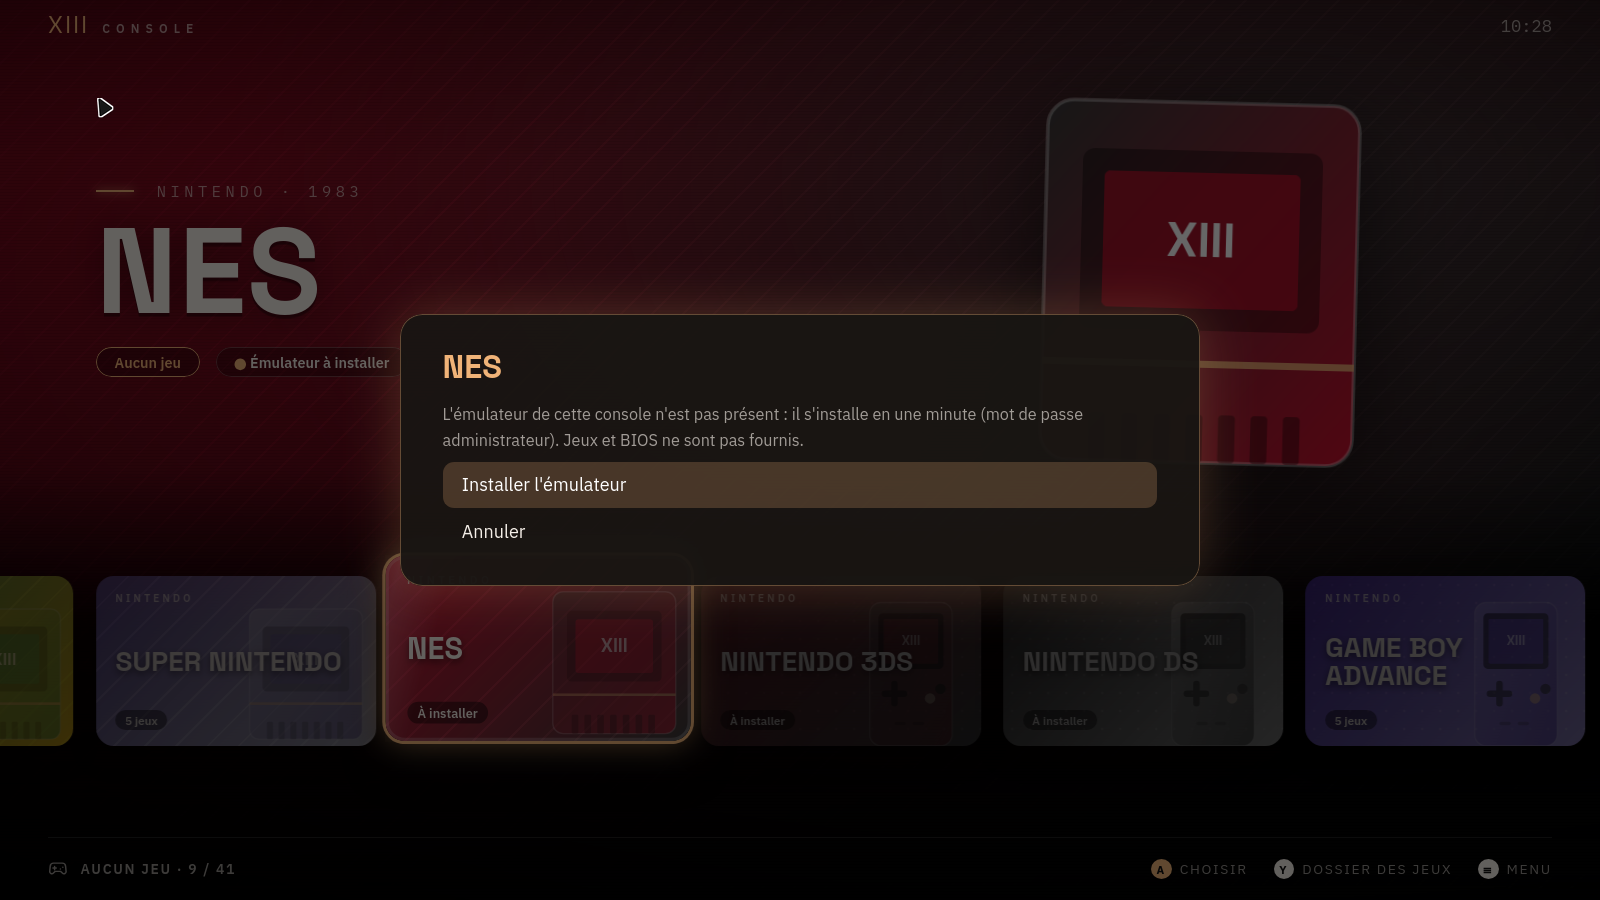 XIII CONSOLE
10:28
NINTENDO · 1983
NES
Aucun jeu
Émulateur à installer
XIII
NES
L'émulateur de cette console n'est pas présent : il s'installe en une minute (mot de passe
administrateur). Jeux et BIOS ne sont pas fournis.
Installer l'émulateur
Annuler
NINTENDO
SUPER NINTENDO
5 jeux
NES
XIII
À installer
NINTENDO
NINTENDO 3DS
XIII
À installer
NINTENDO
NINTENDO DS
XIII
À installer
NINTENDO
GAME BOY
ADVANCE
XIII
5 jeux
AUCUN JEU · 9 / 41
A CHOISIR
Y DOSSIER DES JEUX
≡ MENU